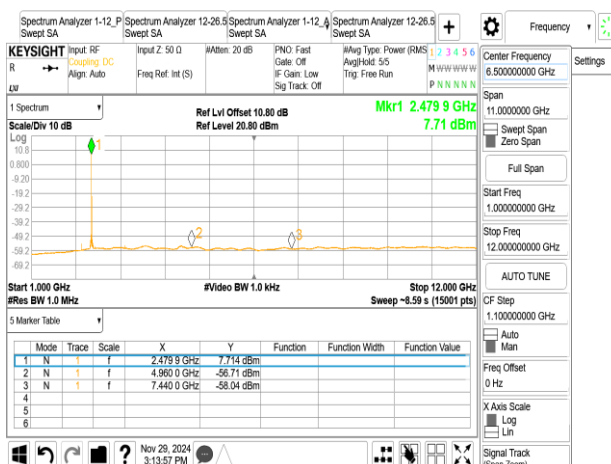 Spectrum Analyzer 1-12_P
Swept SA
Spectrum Analyzer 12-26.5
Swept SA
Spectrum Analyzer 1-12_A
Swept SA
Spectrum Analyzer 12-26.5
Swept SA
+
Frequency
Settings
KEYSIGHT
R
Input: RF
Coupling: DC
Align: Auto
Input Z: 50 Ω
Freq Ref: Int (S)
#Atten: 20 dB
PNO: Fast
Gate: Off
IF Gain: Low
Sig Track: Off
#Avg Type: Power (RMS
Avg|Hold: 5/5
Trig: Free Run
1 2 3 4 5 6
M W W W W W
P N N N N N
1 Spectrum
Scale/Div 10 dB
Log
Ref Lvl Offset 10.80 dB
Ref Level 20.80 dBm
Mkr1 2.479 9 GHz
7.71 dBm
10.8
0.800
-9.20
-19.2
-29.2
-39.2
-49.2
-59.2
-69.2
1
2
3
Start 1.000 GHz
#Res BW 1.0 MHz
#Video BW 1.0 kHz
Stop 12.000 GHz
Sweep ~8.59 s (15001 pts)
5 Marker Table
Mode Trace Scale X Y Function Function Width Function Value
1 N 1 f 2.479 9 GHz 7.714 dBm
2 N 1 f 4.960 0 GHz -56.71 dBm
3 N 1 f 7.440 0 GHz -58.04 dBm
4
5
6
Nov 29, 2024
3:13:57 PM
Center Frequency
6.500000000 GHz
Span
11.0000000 GHz
Swept Span
Zero Span
Full Span
Start Freq
1.000000000 GHz
Stop Freq
12.000000000 GHz
AUTO TUNE
CF Step
1.100000000 GHz
Auto
Man
Freq Offset
0 Hz
X Axis Scale
Log
Lin
Signal Track
(Span Zoom)